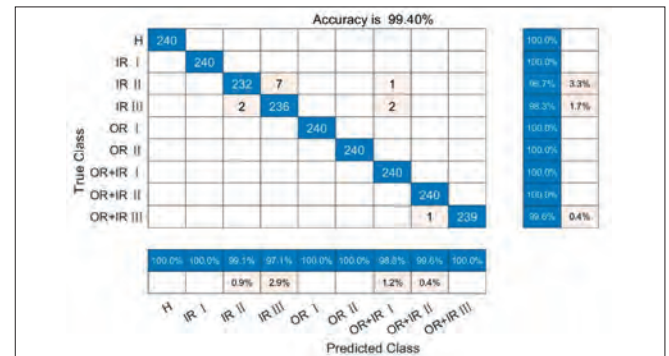 Accuracy is 99.40%
H 240 100.0%
IR I 240 100.0%
IR II 232 7 1 96.7% 3.3%
IR III 2 236 2 98.3% 1.7%
OR I 240 100.0%
OR II 240 100.0%
OR+IR I 240 100.0%
OR+IR II 240 100.0%
OR+IR III 1 239 99.6% 0.4%
True Class
100.0% 100.0% 99.1% 97.1% 100.0% 100.0% 98.8% 99.6% 100.0%
0.9% 2.9% 1.2% 0.4%
H IR I IR II IR III OR I OR II OR+IR I OR+IR II OR+IR III
Predicted Class